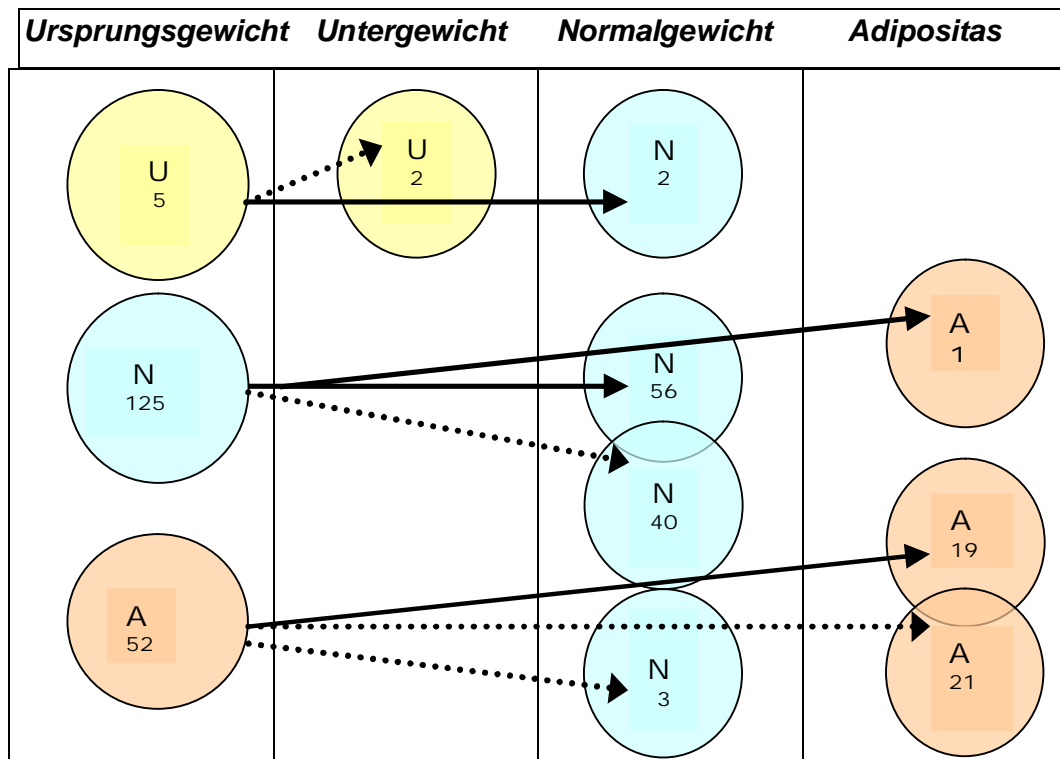 Ursprungsgewicht Untergewicht Normalgewicht Adipositas
U
5
U
2
N
2
N
125
N
56
A
1
N
40
A
52
N
3
A
19
A
21